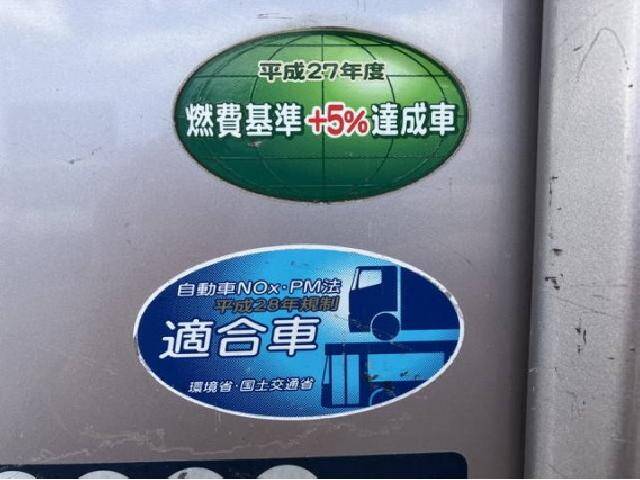 平成27年度
燃費基準+5%達成車
自動車NOx・PM法
平成28年規制
適合車
環境省・国土交通省